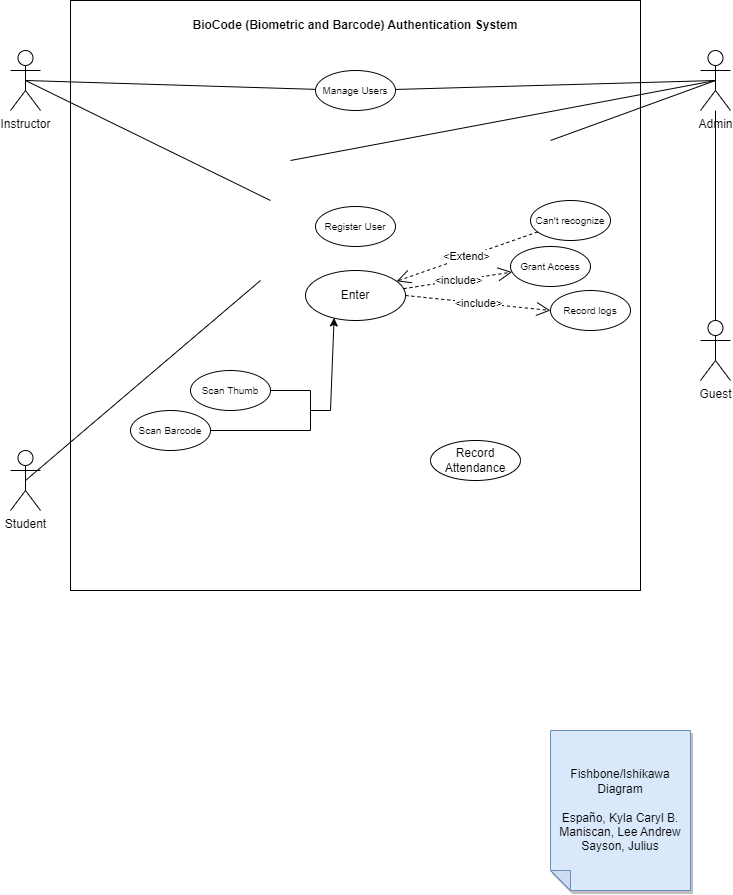 BioCode (Biometric and Barcode) Authentication System
Manage Users
Instructor
Admin
Register User
Can't recognize
<Extend>
Grant Access
<include>
Enter
<include>
Record logs
Scan Thumb
Guest
Scan Barcode
Record
Attendance
Student
Fishbone/Ishikawa
Diagram
Españo, Kyla Caryl B.
Maniscan, Lee Andrew
Sayson, Julius